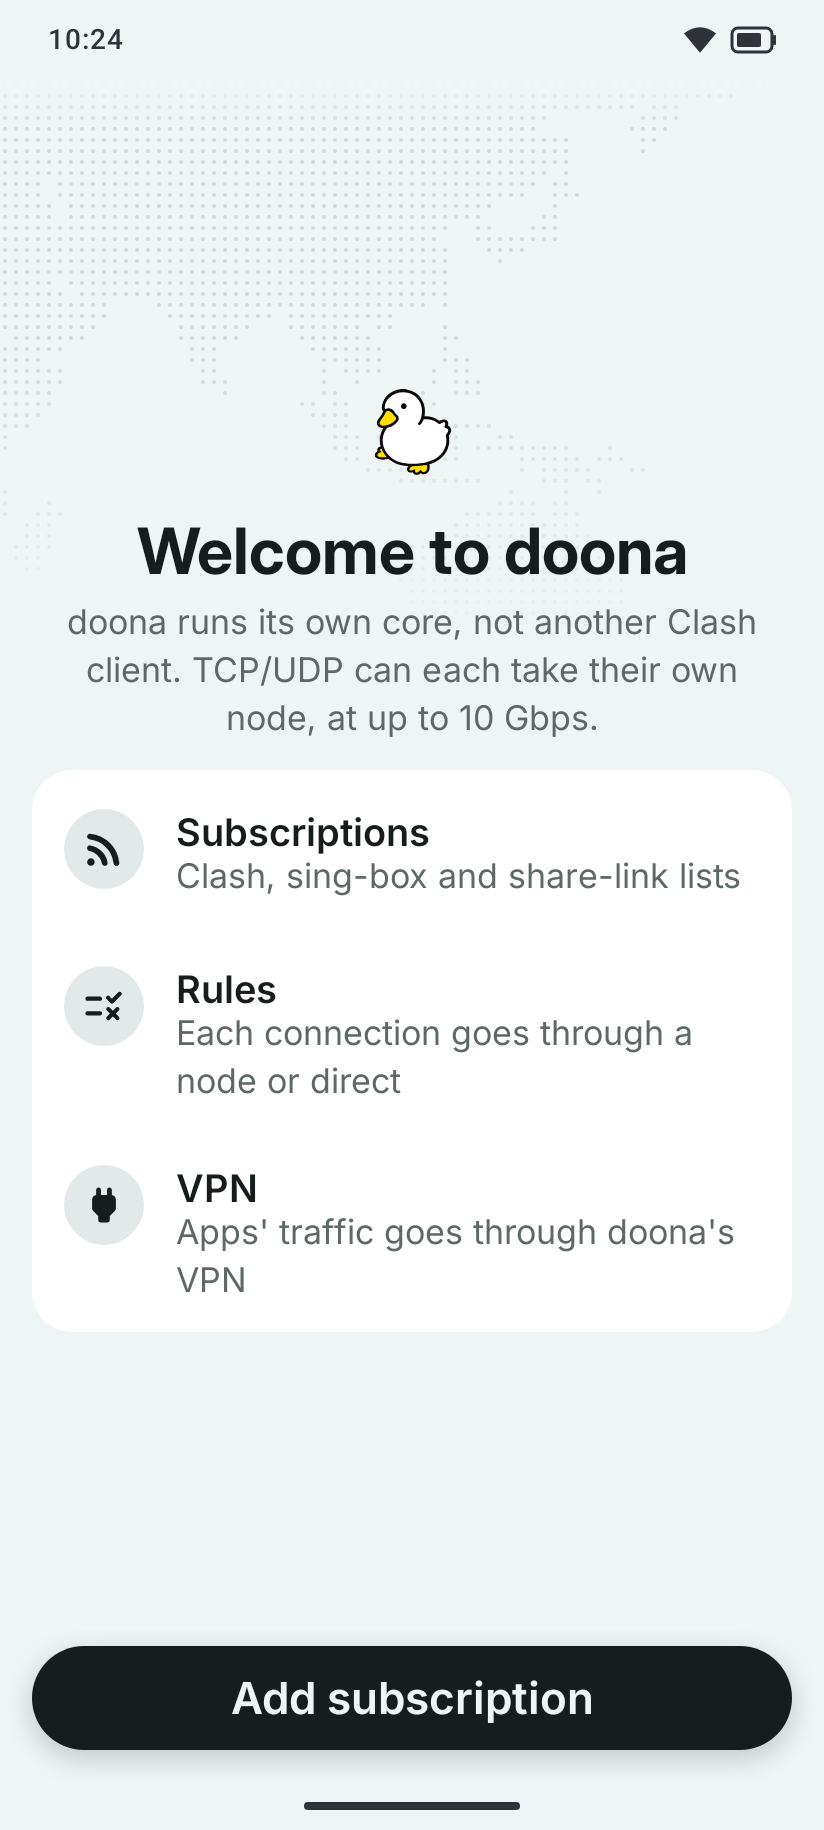 10:24
Welcome to doona
doona runs its own core, not another Clash
client. TCP/UDP can each take their own
node, at up to 10 Gbps.
Subscriptions
Clash, sing-box and share-link lists
Rules
Each connection goes through a
node or direct
VPN
Apps' traffic goes through doona's
VPN
Add subscription